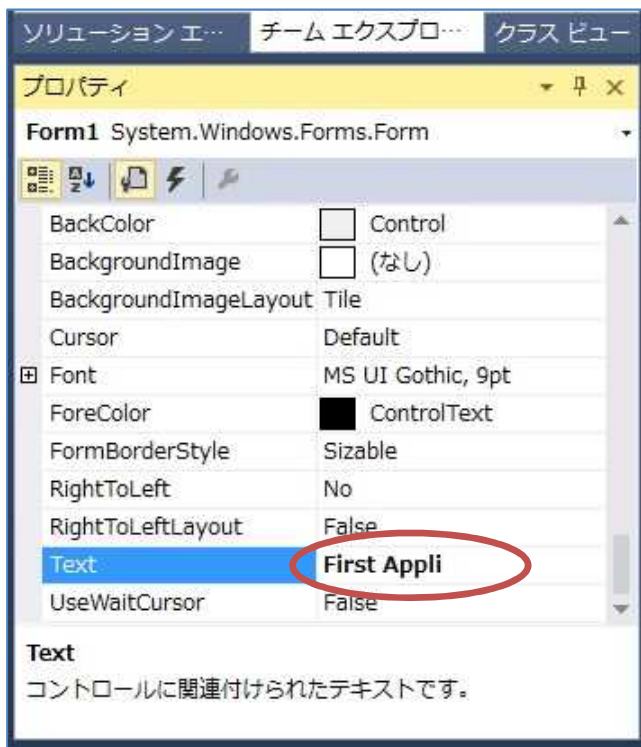 ソリューション エ… チーム エクスプロ… クラス ビュー
プロパティ
Form1 System.Windows.Forms.Form
BackColor Control
BackgroundImage (なし)
BackgroundImageLayout Tile
Cursor Default
Font MS UI Gothic, 9pt
ForeColor ControlText
FormBorderStyle Sizable
RightToLeft No
RightToLeftLayout False
Text First Appli
UseWaitCursor False
Text
コントロールに関連付けられたテキストです。